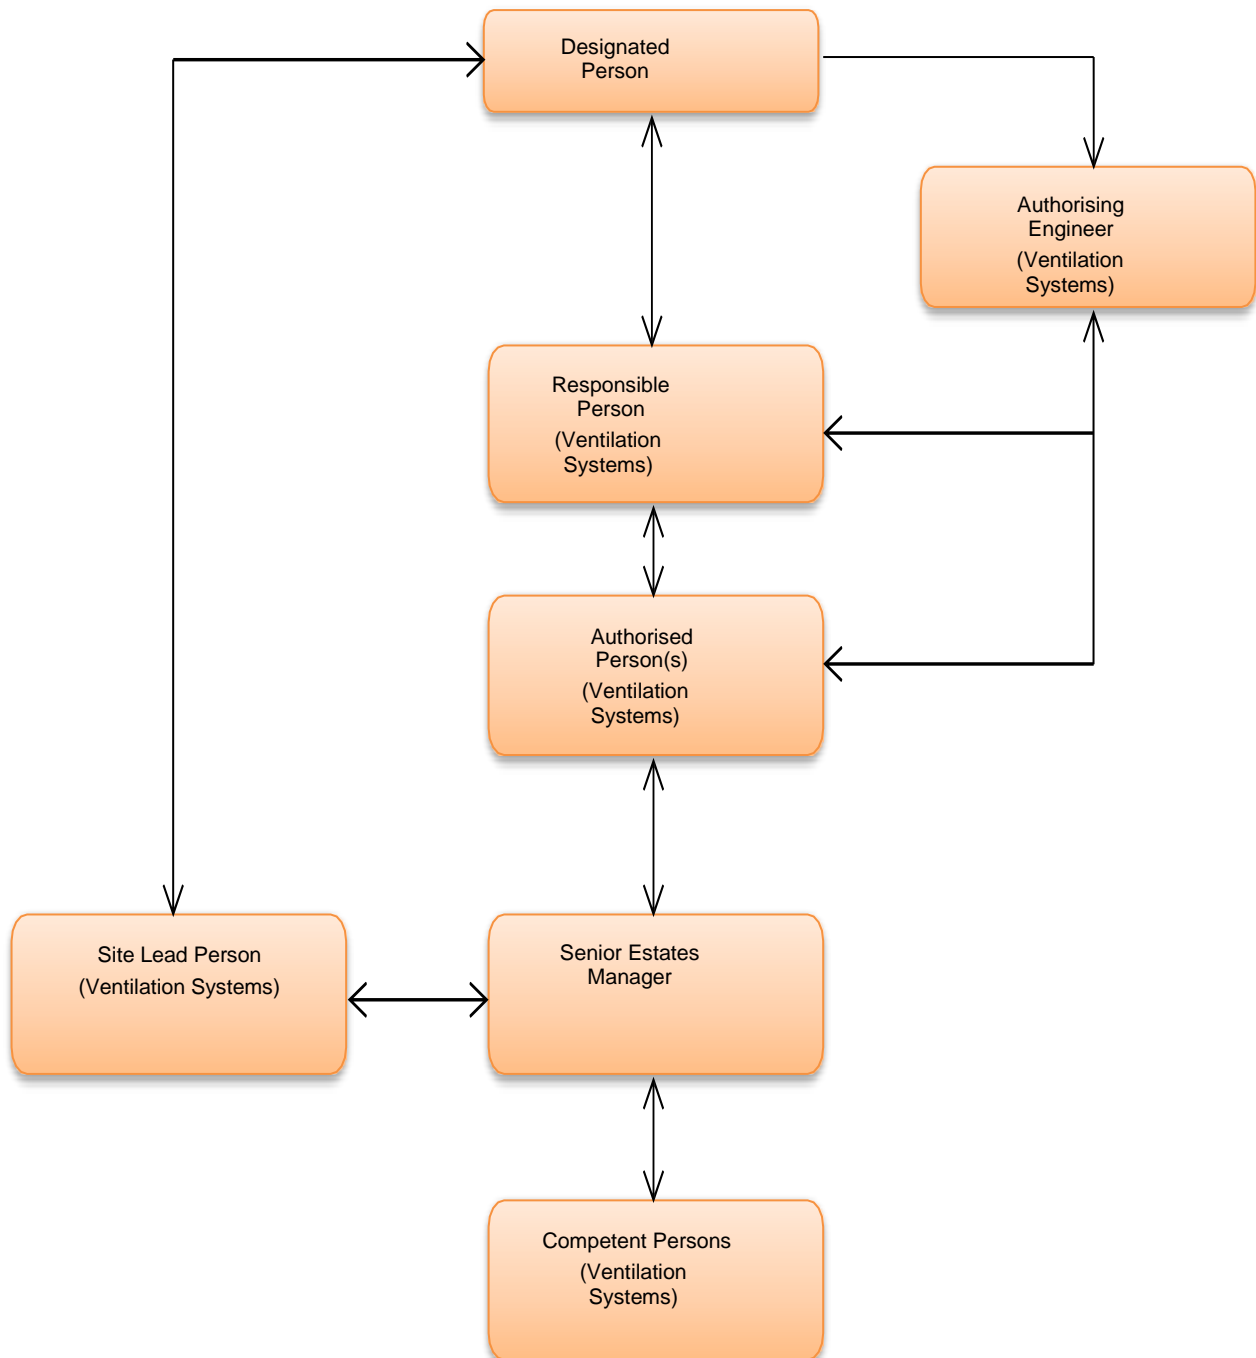 Designated
Person
Authorising
Engineer
(Ventilation
Systems)
Responsible
Person
(Ventilation
Systems)
Authorised
Person(s)
(Ventilation
Systems)
Site Lead Person
(Ventilation Systems)
Senior Estates
Manager
Competent Persons
(Ventilation
Systems)